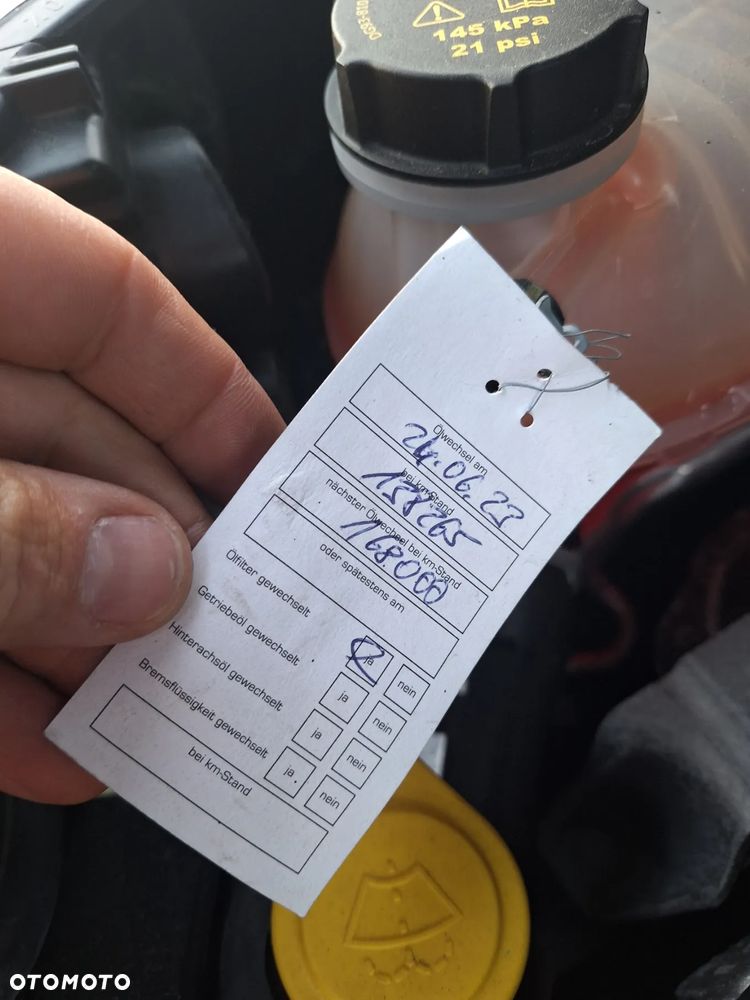 145 kPa
21 psi
Ölwechsel am
24.06.23
bei km-Stand
158265
nächster Ölwechsel bei km-Stand
168.000
oder spätestens am
Ölfilter gewechselt
ja
nein
Getriebeöl gewechselt
ja
nein
Hinterachsöl gewechselt
ja
nein
Bremsflüssigkeit gewechselt
ja
nein
bei km-Stand
OTOMOTO